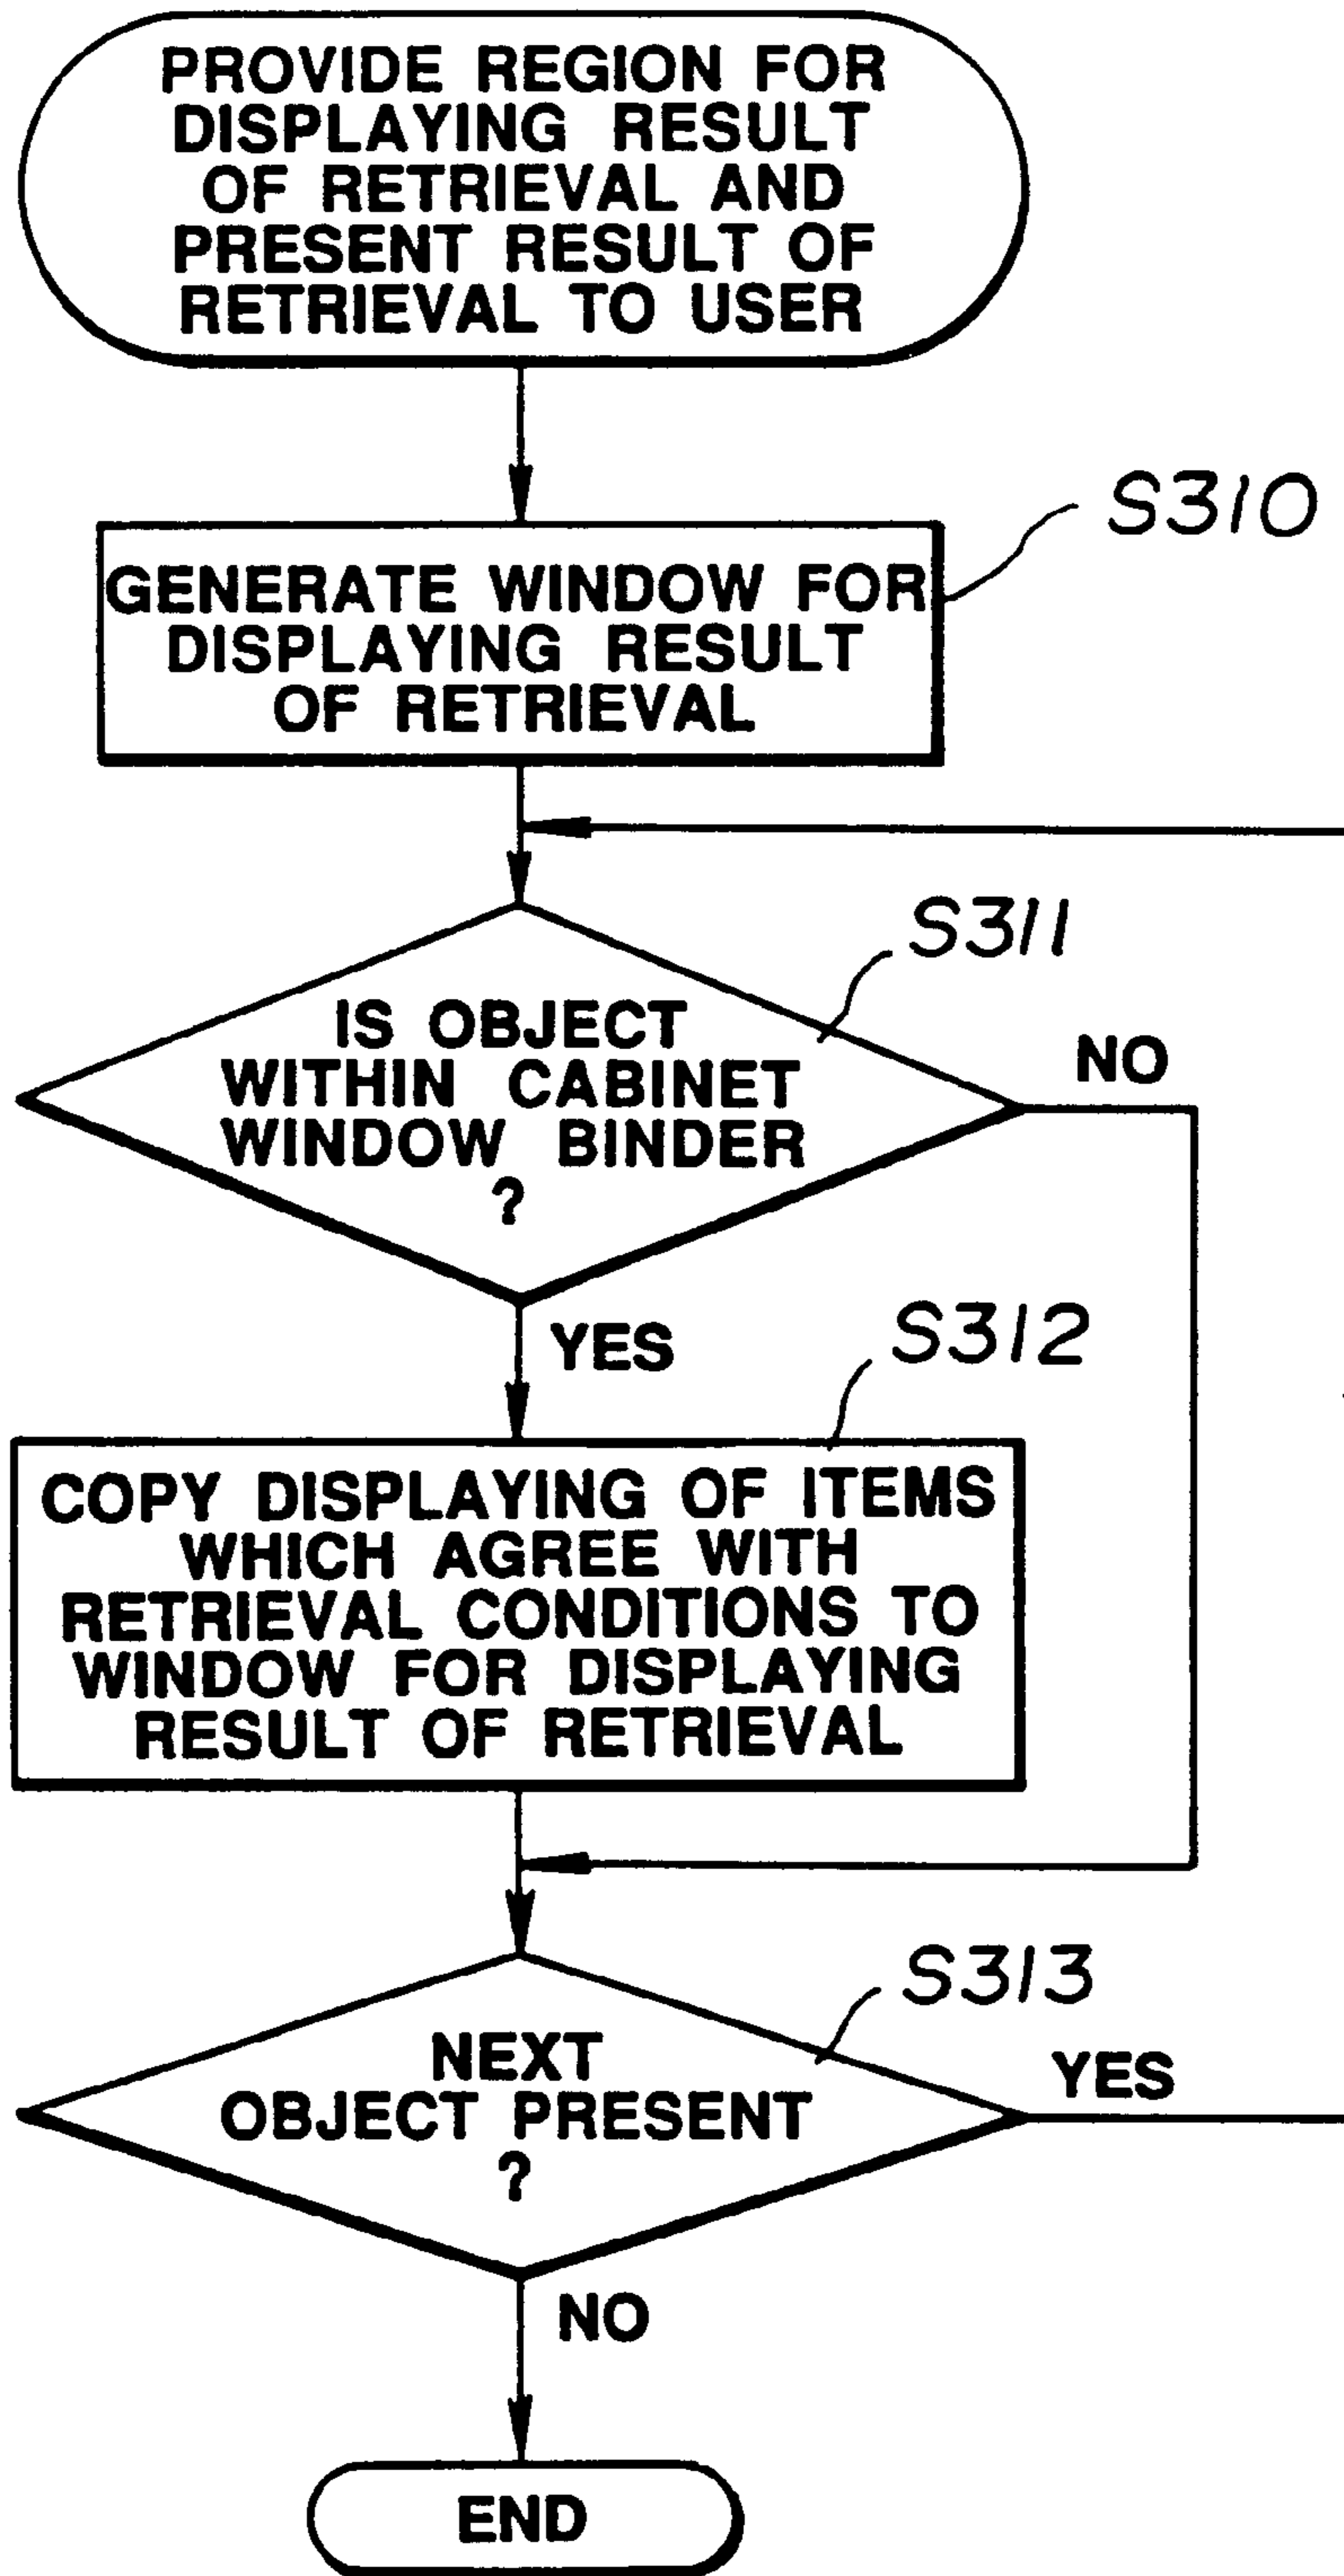 PROVIDE REGION FOR
DISPLAYING RESULT
OF RETRIEVAL AND
PRESENT RESULT OF
RETRIEVAL TO USER
S310
GENERATE WINDOW FOR
DISPLAYING RESULT
OF RETRIEVAL
S311
IS OBJECT
WITHIN CABINET
WINDOW BINDER
?
NO
YES
S312
COPY DISPLAYING OF ITEMS
WHICH AGREE WITH
RETRIEVAL CONDITIONS TO
WINDOW FOR DISPLAYING
RESULT OF RETRIEVAL
S313
NEXT
OBJECT PRESENT
?
YES
NO
END